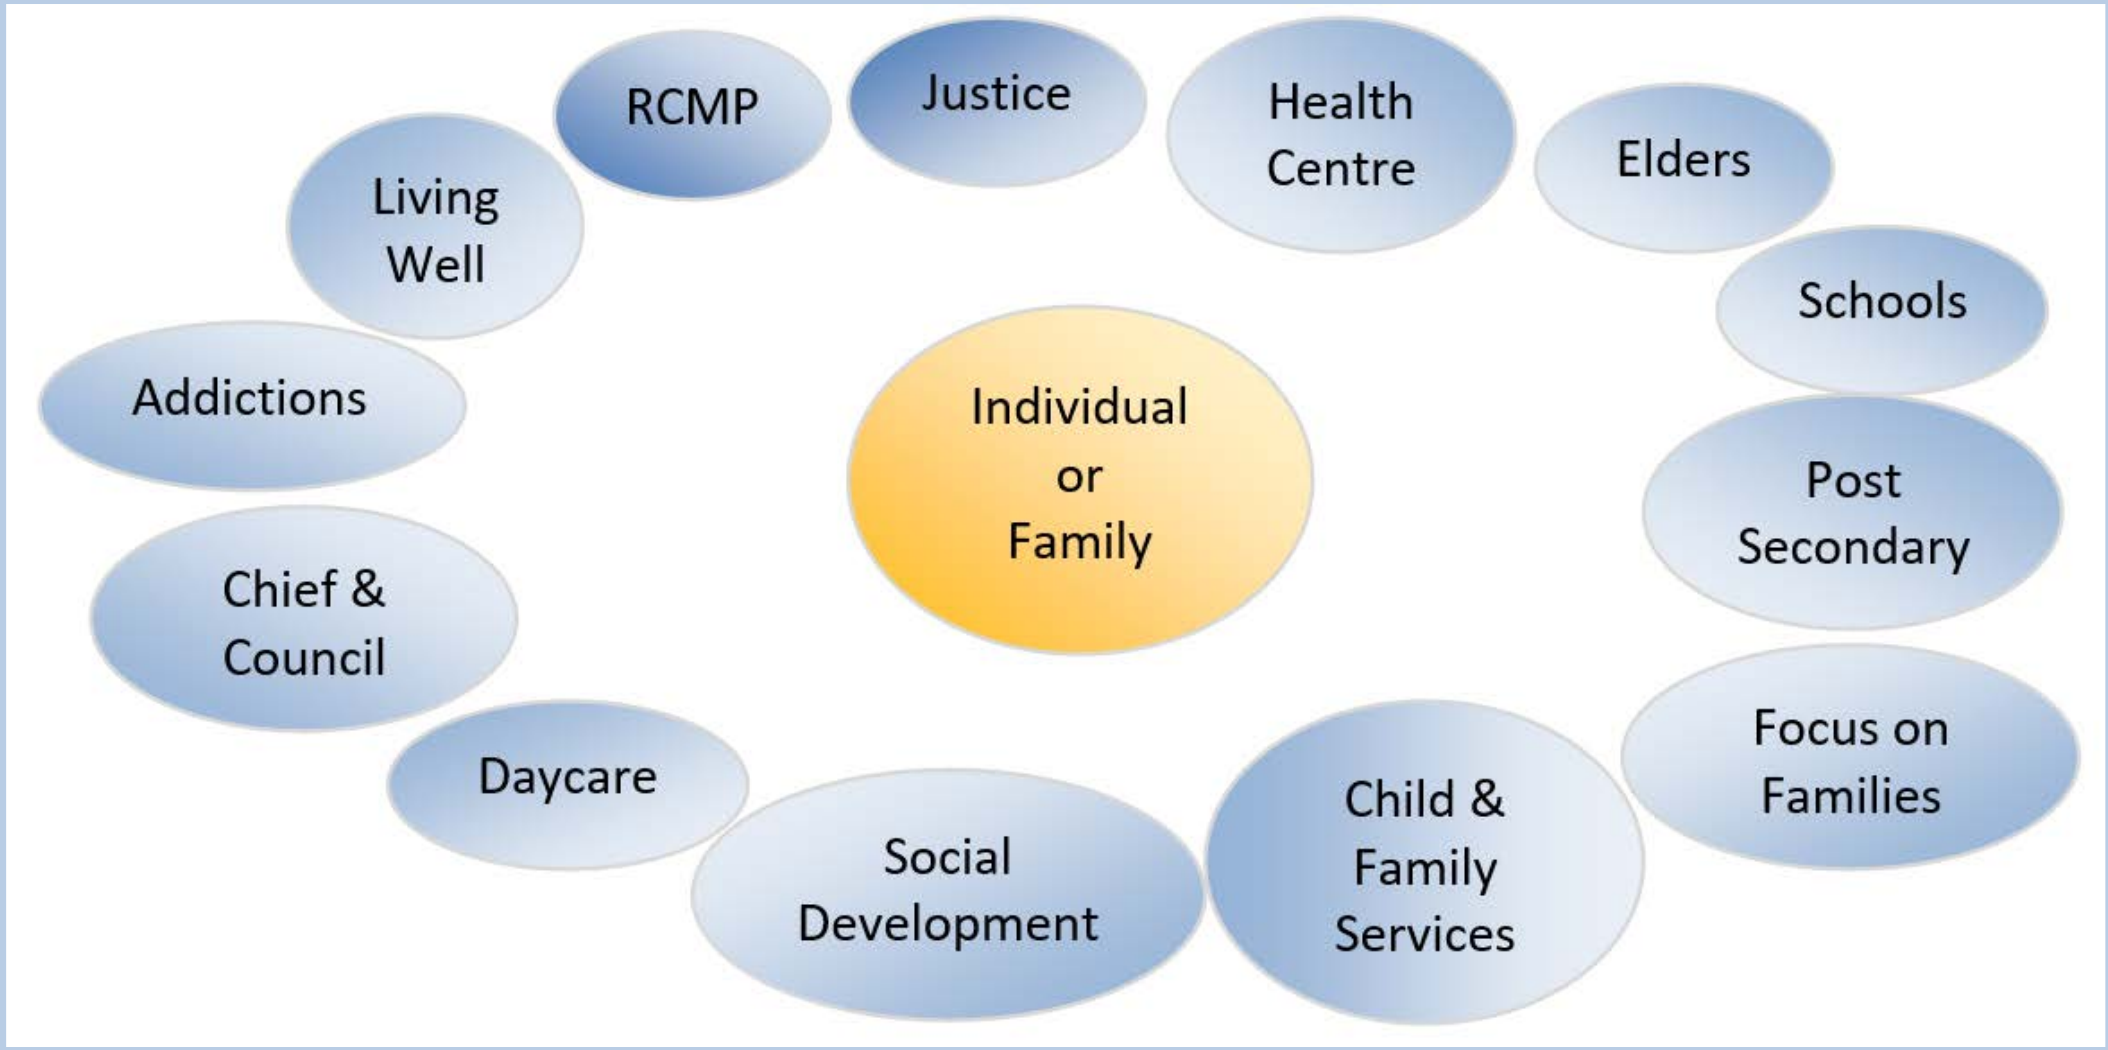 RCMP
Justice
Health
Centre
Elders
Living
Well
Schools
Addictions
Individual
or
Family
Post
Secondary
Chief &
Council
Focus on
Families
Daycare
Social
Development
Child &
Family
Services